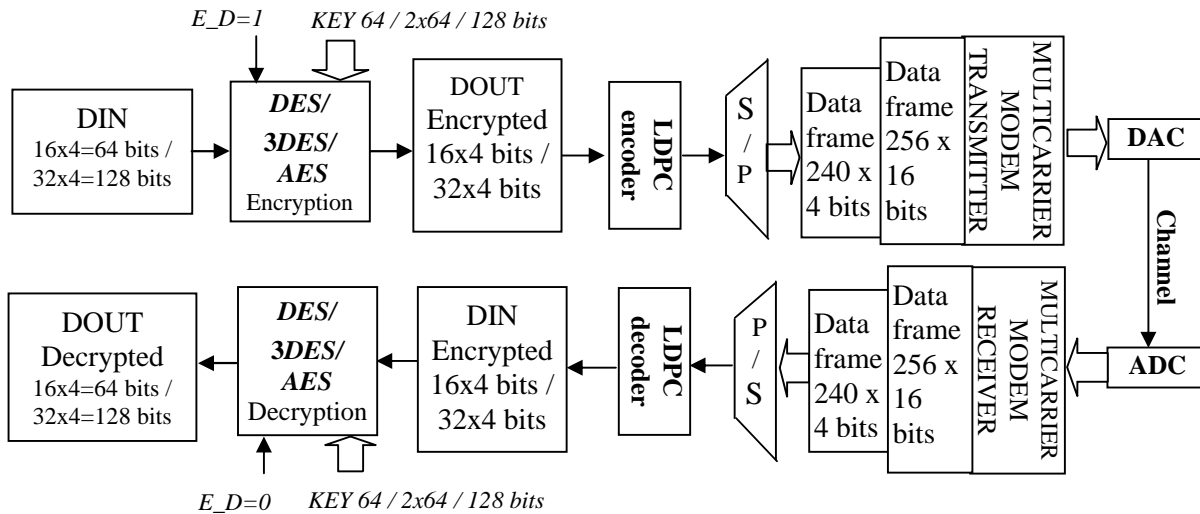 E_D=1
KEY 64 / 2x64 / 128 bits
DIN
16x4=64 bits /
32x4=128 bits
DES/
3DES/
AES
Encryption
DOUT
Encrypted
16x4 bits /
32x4 bits
LDPC
encoder
S
/
P
Data
frame
240 x
4 bits
Data
frame
256 x
16
bits
MULTICARRIER
MODEM
TRANSMITTER
DAC
Channel
DOUT
Decrypted
16x4=64 bits /
32x4=128 bits
DES/
3DES/
AES
Decryption
DIN
Encrypted
16x4 bits /
32x4 bits
LDPC
decoder
P
/
S
Data
frame
240 x
4 bits
Data
frame
256 x
16
bits
MULTICARRIER
MODEM
RECEIVER
ADC
E_D=0
KEY 64 / 2x64 / 128 bits